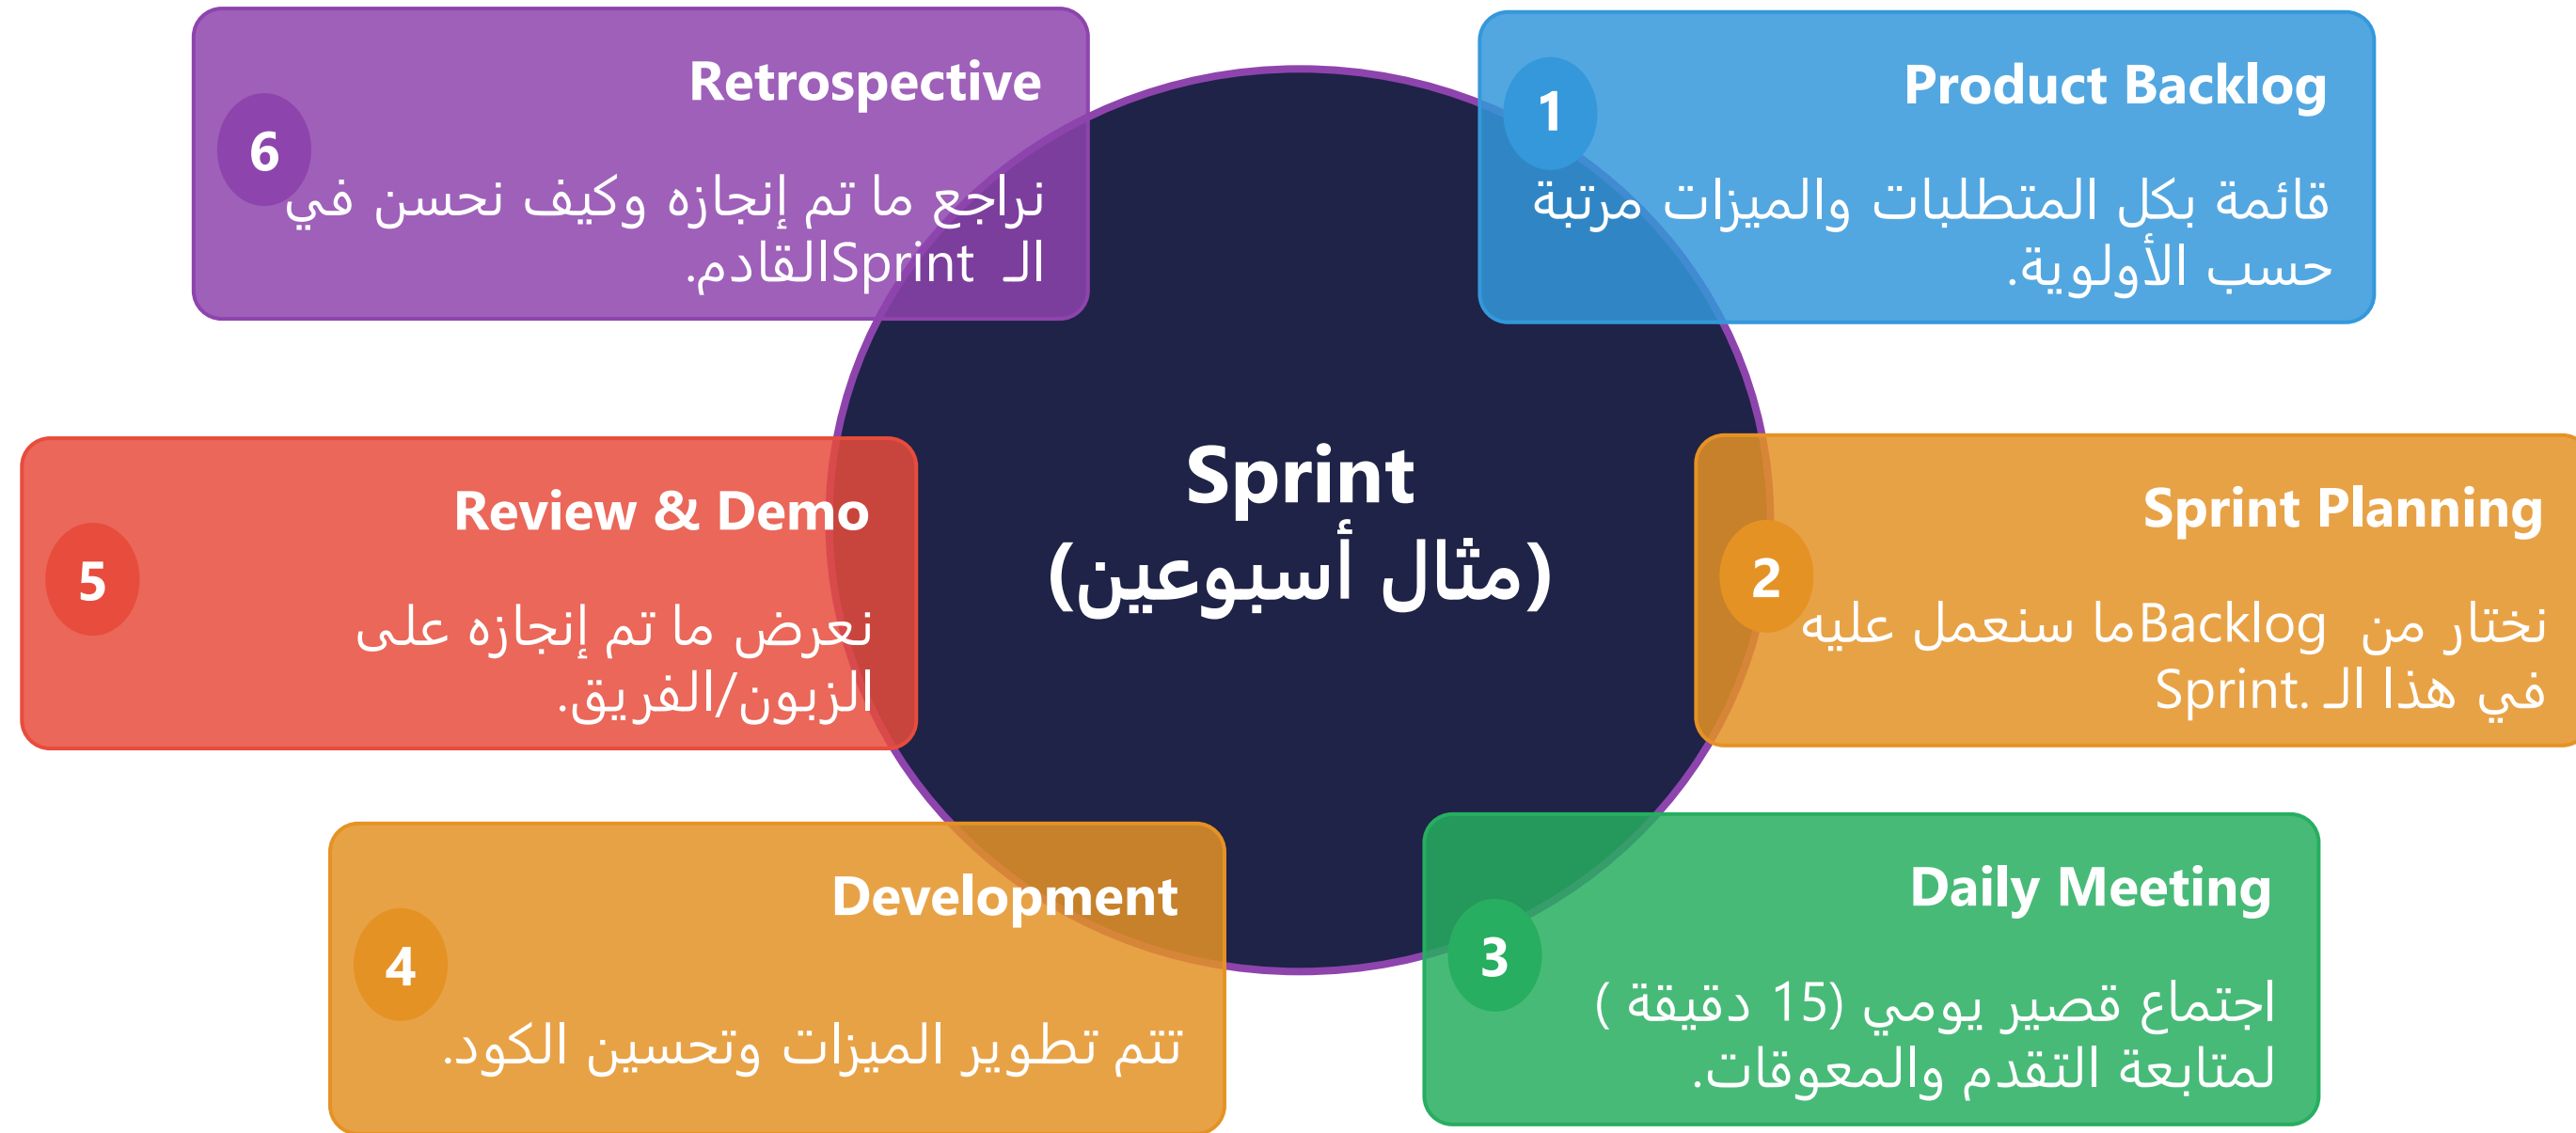 Sprint
(مثال أسبوعين)
1
Product Backlog
قائمة بكل المتطلبات والميزات مرتبة
حسب الأولوية.
2
Sprint Planning
نختار من Backlogما سنعمل عليه
في هذا الـ .Sprint
3
Daily Meeting
اجتماع قصير يومي (15 دقيقة )
لمتابعة التقدم والمعوقات.
4
Development
تتم تطوير الميزات وتحسين الكود.
5
Review & Demo
نعرض ما تم إنجازه على
الزبون/الفريق.
6
Retrospective
نراجع ما تم إنجازه وكيف نحسن في
الـ Sprintالقادم.